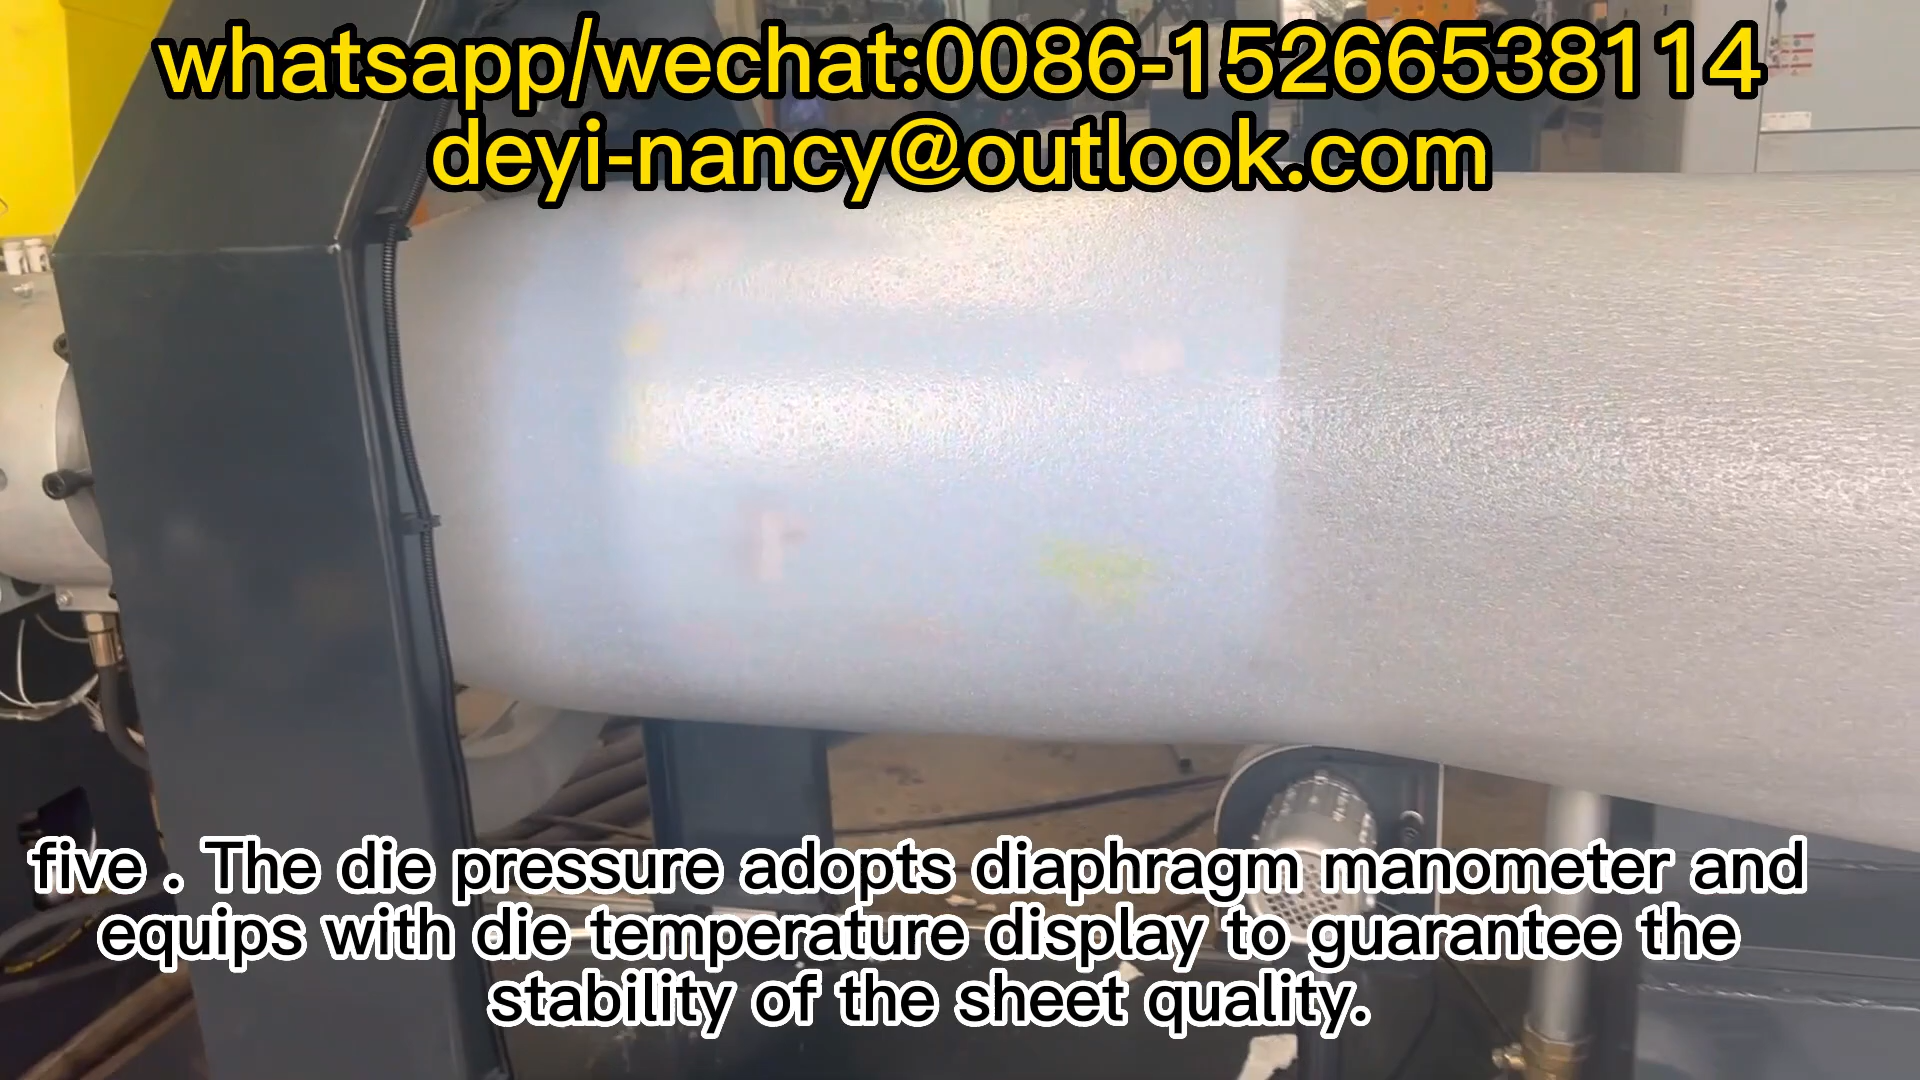 whatsapp/wechat:0086-15266538114
deyi-nancy@outlook.com
five . The die pressure adopts diaphragm manometer and
equips with die temperature display to guarantee the
stability of the sheet quality.